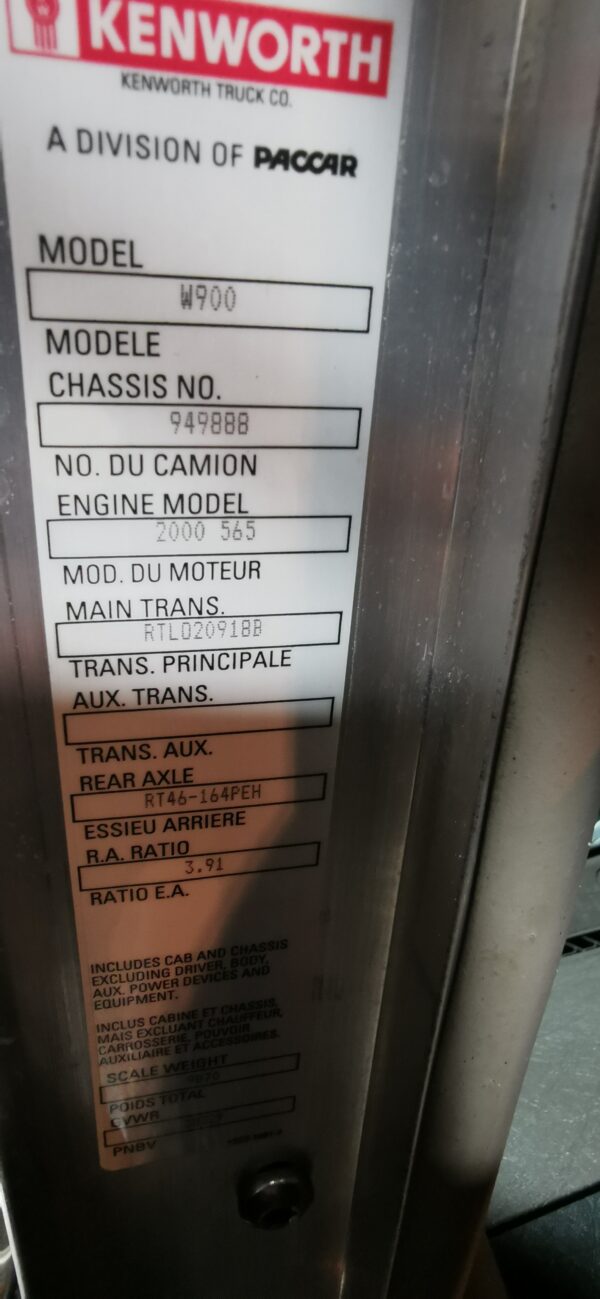 KENWORTH
KENWORTH TRUCK CO.
A DIVISION OF PACCAR
MODEL
W900
MODELE
CHASSIS NO.
949888
NO. DU CAMION
ENGINE MODEL
2000 565
MOD. DU MOTEUR
MAIN TRANS.
RTLO20918B
TRANS. PRINCIPALE
AUX. TRANS.
TRANS. AUX.
REAR AXLE
RT46-164PEH
ESSIEU ARRIERE
R.A. RATIO
3.91
RATIO E.A.
INCLUDES CAB AND CHASSIS
EXCLUDING DRIVER, BODY,
AUX. POWER DEVICES AND
EQUIPMENT.
INCLUS CABINE ET CHASSIS,
MAIS EXCLUANT CHAUFFEUR,
CARROSSERIE, POUVOIR
AUXILIAIRE ET ACCESSOIRES.
SCALE WEIGHT
POIDS TOTAL
GVWR
PNBV